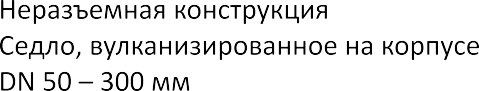 Неразъемная конструкция
Седло, вулканизированное на корпусе
DN 50 – 300 мм